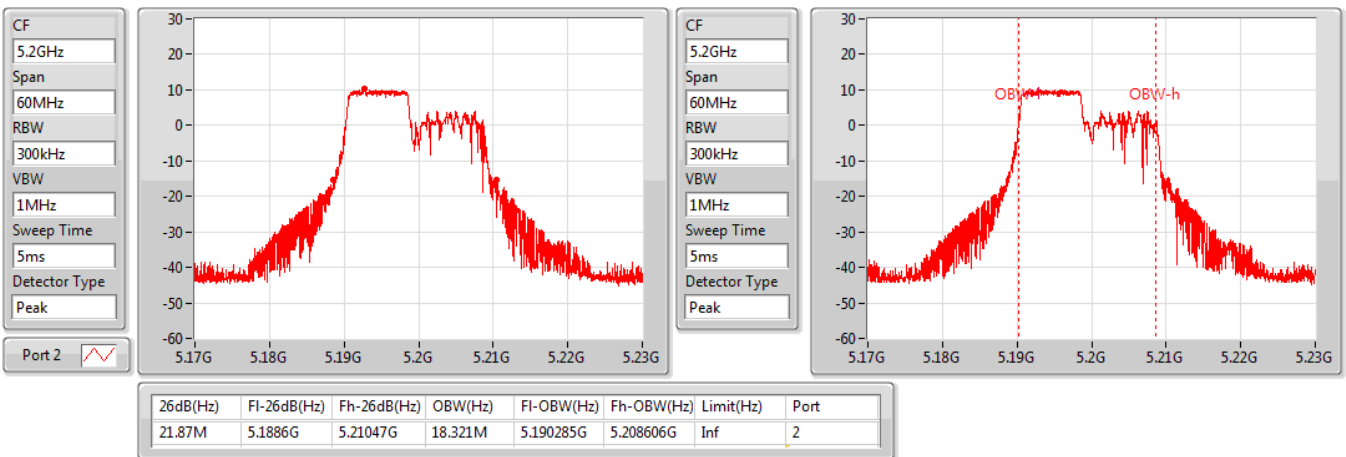 CF
5.2GHz
Span
60MHz
RBW
300kHz
VBW
1MHz
Sweep Time
5ms
Detector Type
Peak
Port 2
30
20
10
0
-10
-20
-30
-40
-50
-60
5.17G 5.18G 5.19G 5.2G 5.21G 5.22G 5.23G
CF
5.2GHz
Span
60MHz
RBW
300kHz
VBW
1MHz
Sweep Time
5ms
Detector Type
Peak
30
20
10
0
-10
-20
-30
-40
-50
-60
OBW-h
5.17G 5.18G 5.19G 5.2G 5.21G 5.22G 5.23G
26dB(Hz) Fl-26dB(Hz) Fh-26dB(Hz) OBW(Hz) Fl-OBW(Hz) Fh-OBW(Hz) Limit(Hz) Port
21.87M 5.1886G 5.21047G 18.321M 5.190285G 5.208606G Inf 2